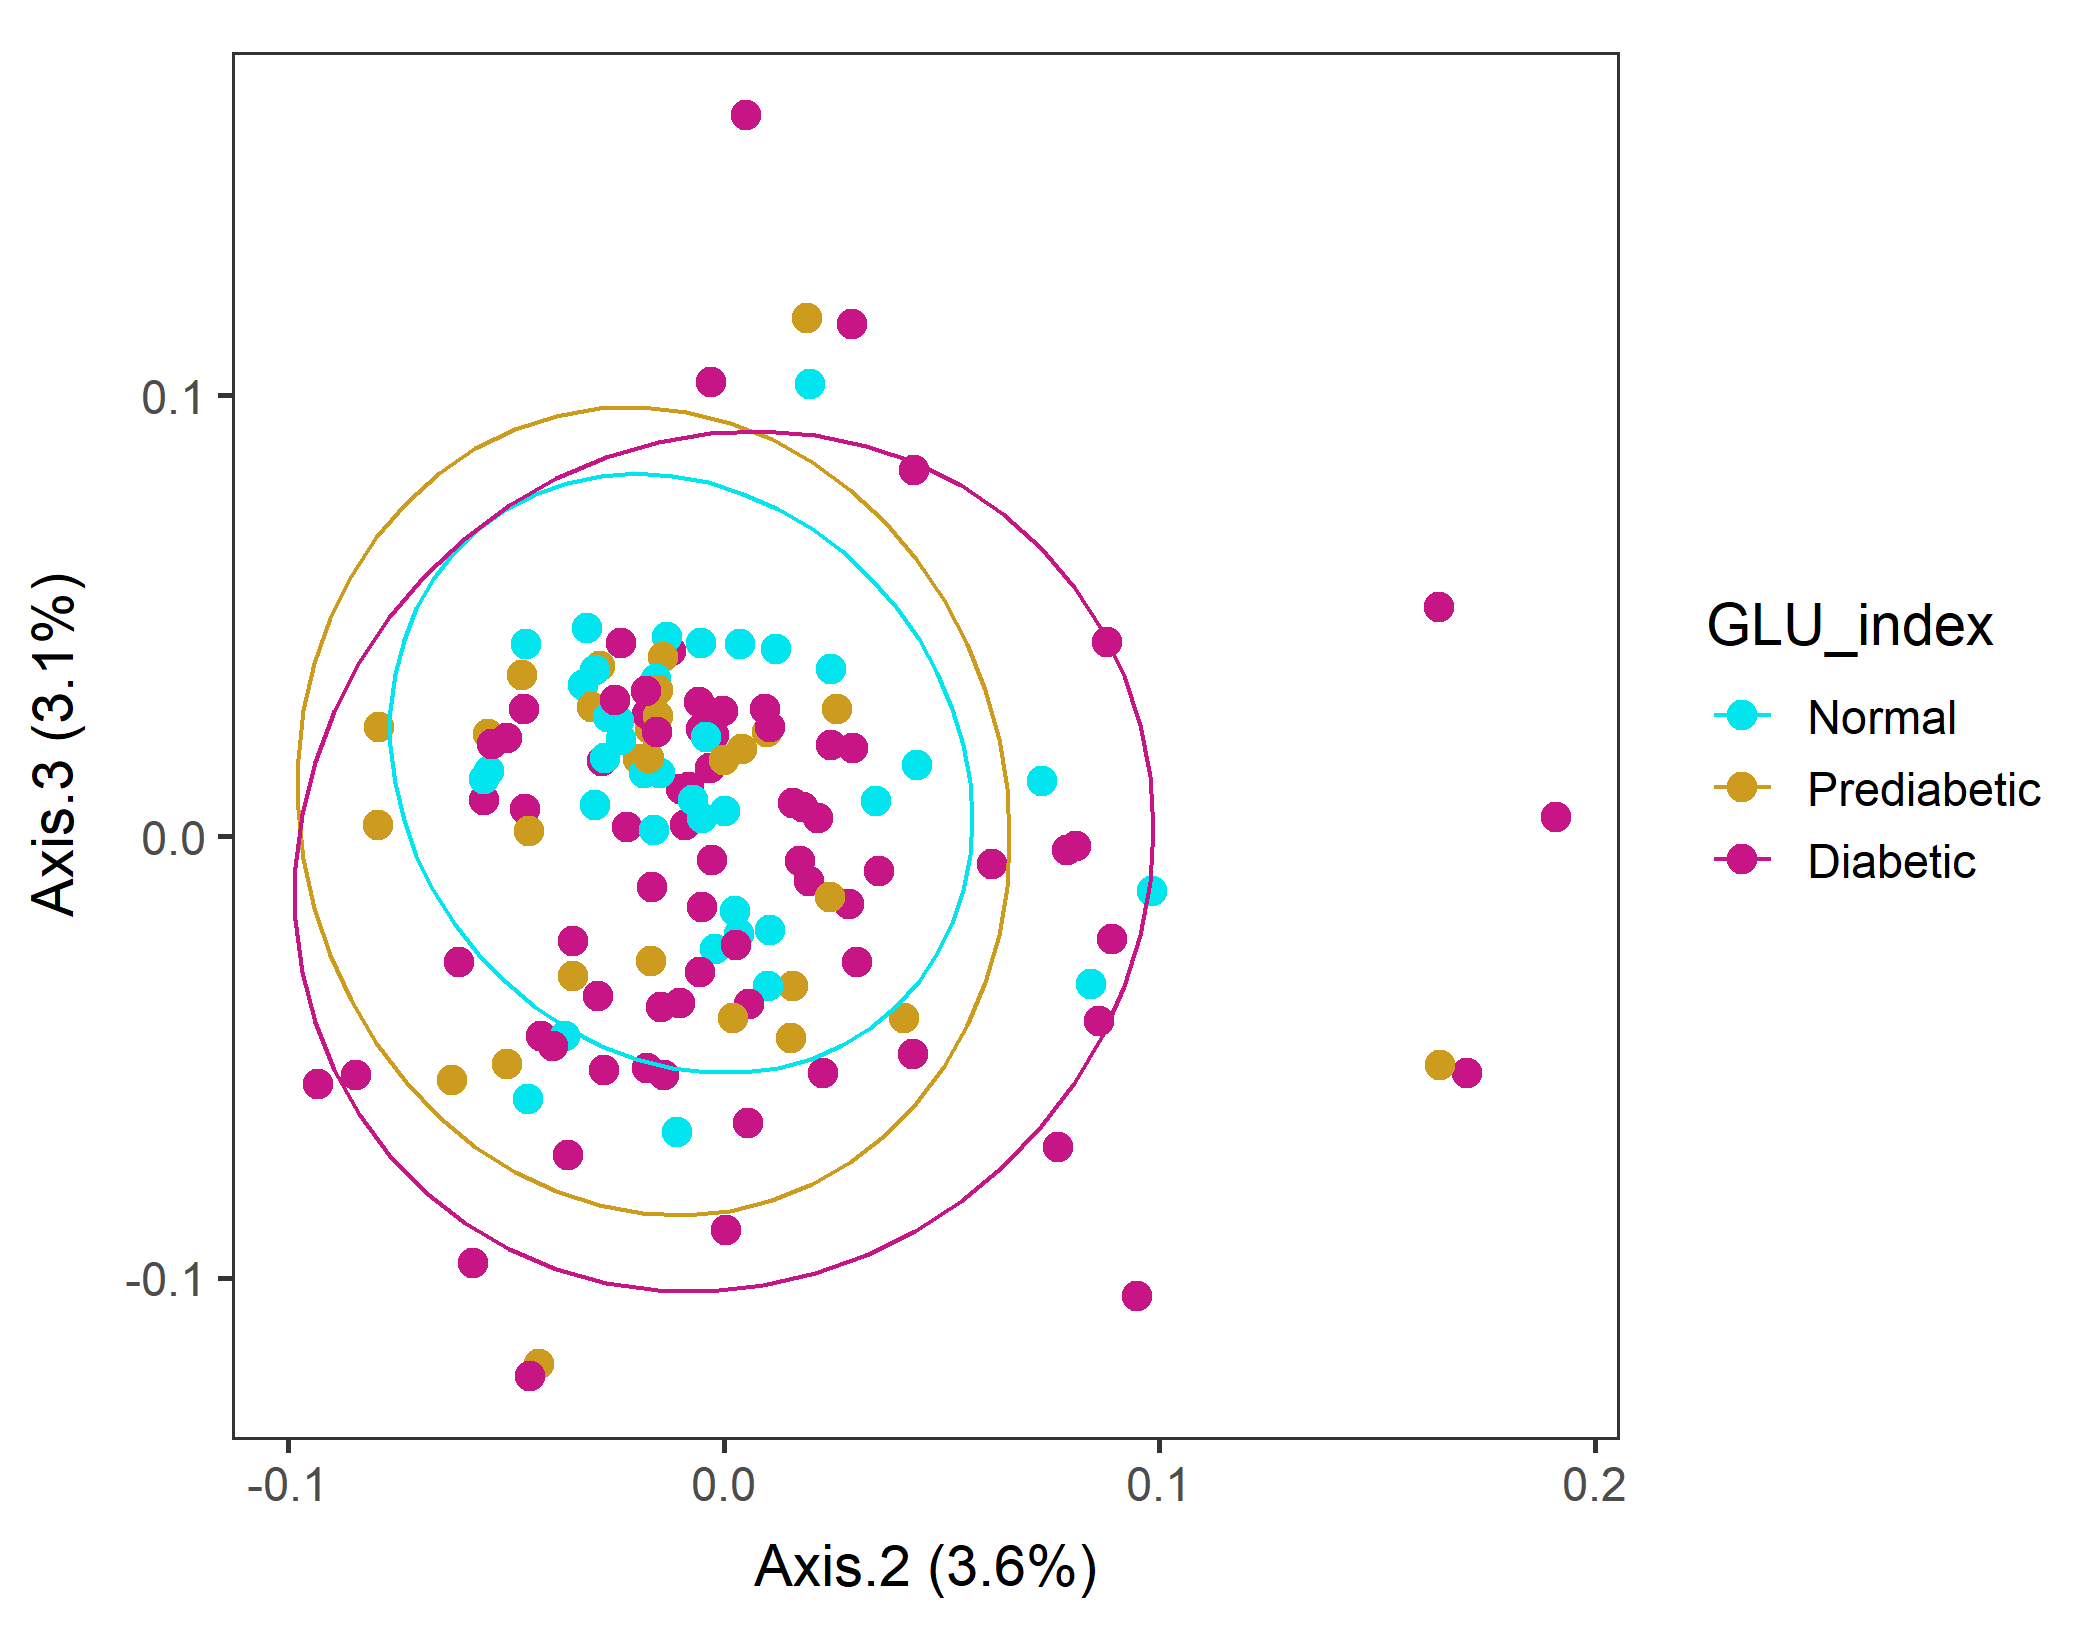 Axis.3 (3.1%)
0.1
0.0
-0.1
-0.1
0.0
0.1
0.2
Axis.2 (3.6%)
GLU_index
Normal
Prediabetic
Diabetic